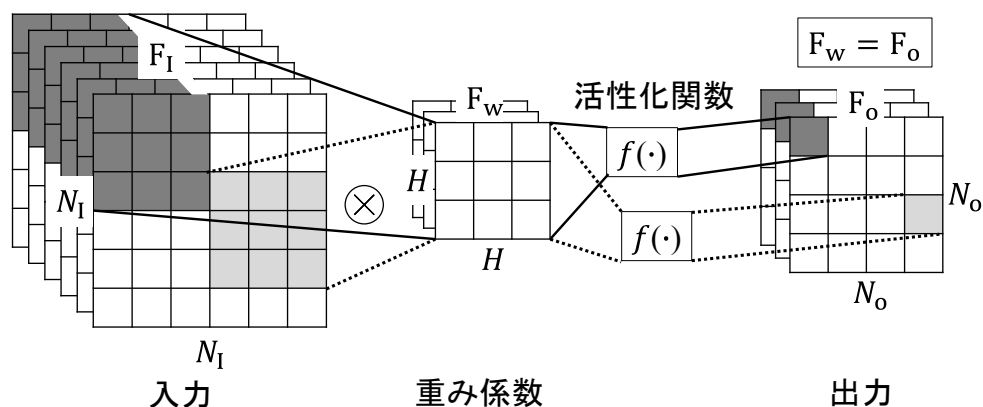 F_w = F_o
F_I
F_w
活性化関数
F_o
f(·)
H
N_I
⊗
N_o
f(·)
H
N_o
N_I
入力
重み係数
出力